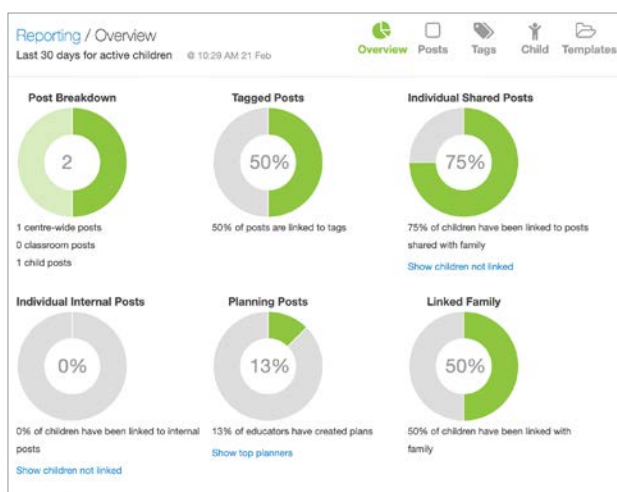 Reporting / Overview
Last 30 days for active children @ 10:29 AM 21 Feb
Overview Posts Tags Child Templates
Post Breakdown
2
1 centre-wide posts
0 classroom posts
1 child posts
Tagged Posts
50%
50% of posts are linked to tags
Individual Shared Posts
75%
75% of children have been linked to posts
shared with family
Show children not linked
Individual Internal Posts
0%
0% of children have been linked to internal
posts
Show children not linked
Planning Posts
13%
13% of educators have created plans
Show top planners
Linked Family
50%
50% of children have been linked with
family